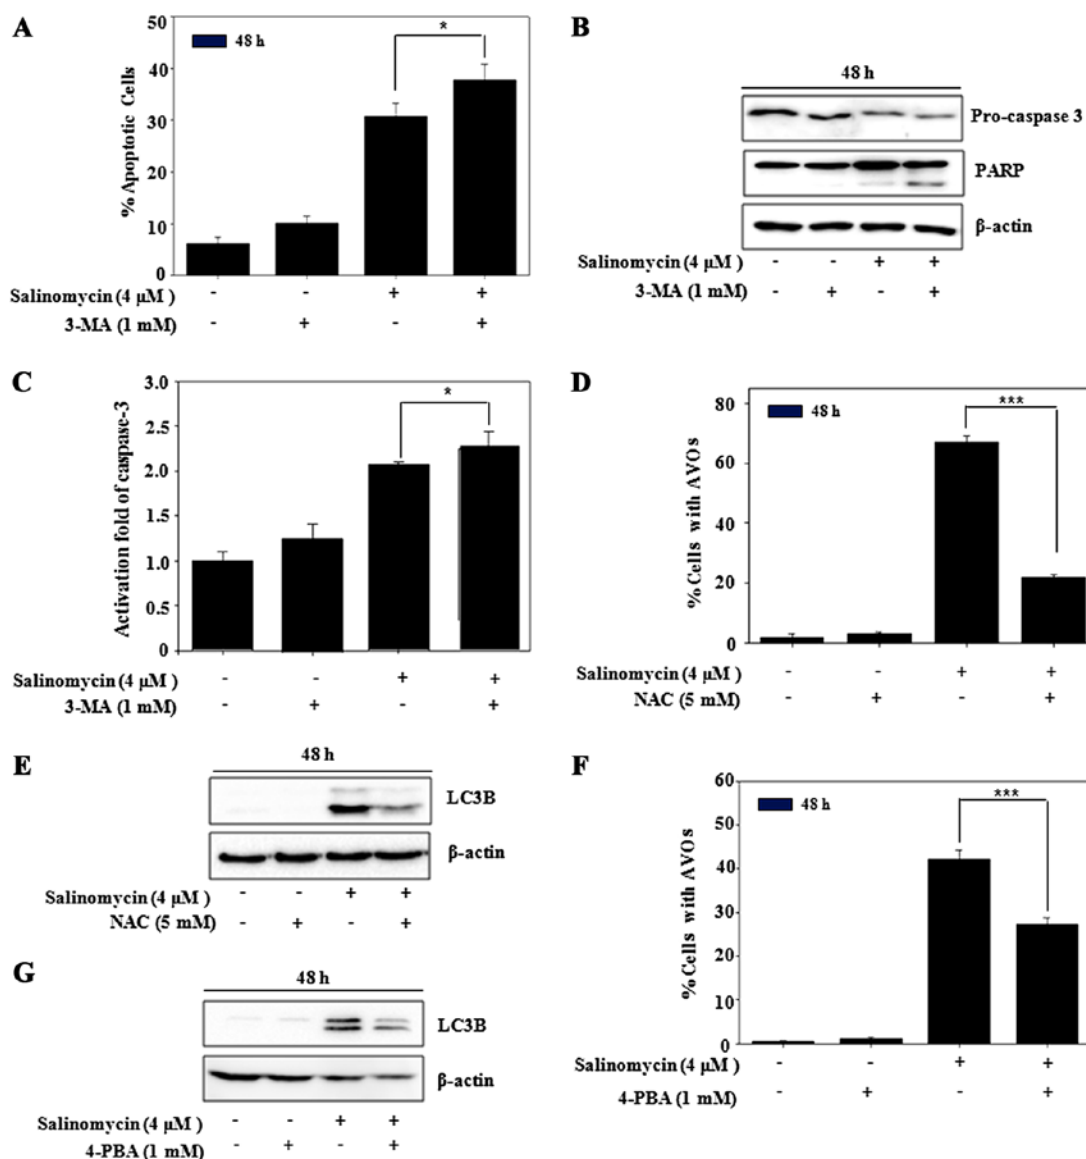 A
50
40
30
20
10
0
% Apoptotic Cells
48 h
*
Salinomycin (4 μM ) - - + +
3-MA (1 mM) - + - +
B
48 h
Pro-caspase 3
PARP
β-actin
Salinomycin (4 μM ) - - + +
3-MA (1 mM) - + - +
C
3.0
2.5
2.0
1.5
1.0
0.5
0
Activation fold of caspase-3
*
Salinomycin (4 μM ) - - + +
3-MA (1 mM) - + - +
D
80
60
40
20
0
%Cells with AVOs
48 h
***
Salinomycin (4 μM ) - - + +
NAC (5 mM) - + - +
E
48 h
LC3B
β-actin
Salinomycin (4 μM ) - - + +
NAC (5 mM) - + - +
F
60
50
40
30
20
10
0
%Cells with AVOs
48 h
***
Salinomycin (4 μM ) - - + +
4-PBA (1 mM) - + - +
G
48 h
LC3B
β-actin
Salinomycin (4 μM ) - - + +
4-PBA (1 mM) - + - +